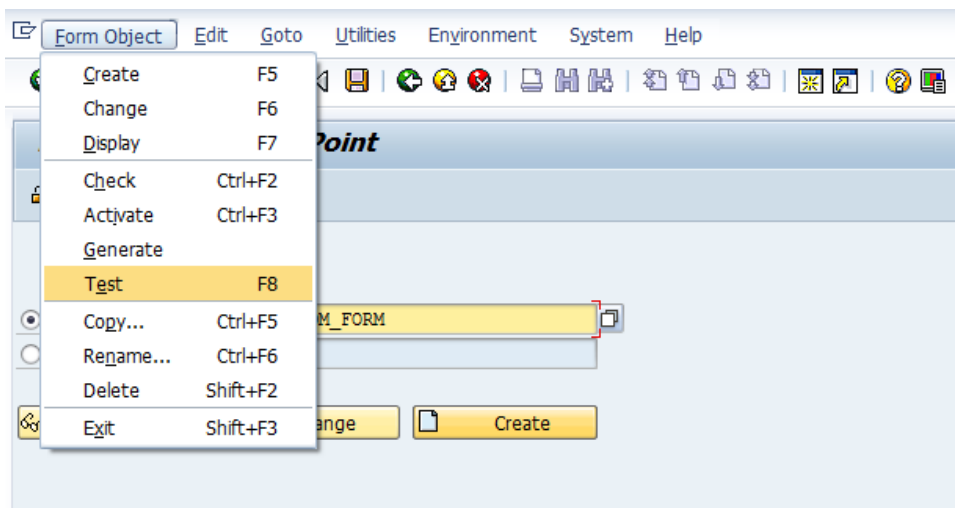 Form Object Edit Goto Utilities Environment System Help
Create F5
Change F6
Display F7
Point
Check Ctrl+F2
Activate Ctrl+F3
Generate
Test F8
Copy... Ctrl+F5
M_FORM
Rename... Ctrl+F6
Delete Shift+F2
Exit Shift+F3
ange
Create